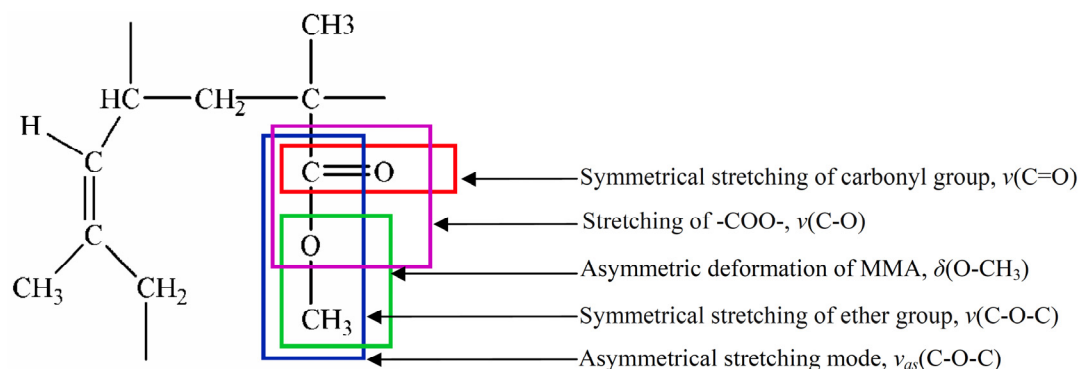 CH3
HC CH₂ C
H
C C O
Symmetrical stretching of carbonyl group, v(C=O)
Stretching of -COO-, v(C-O)
C O
Asymmetric deformation of MMA, δ(O-CH₃)
CH₃ CH₂
CH₃ Symmetrical stretching of ether group, v(C-O-C)
Asymmetrical stretching mode, vₐₛ(C-O-C)